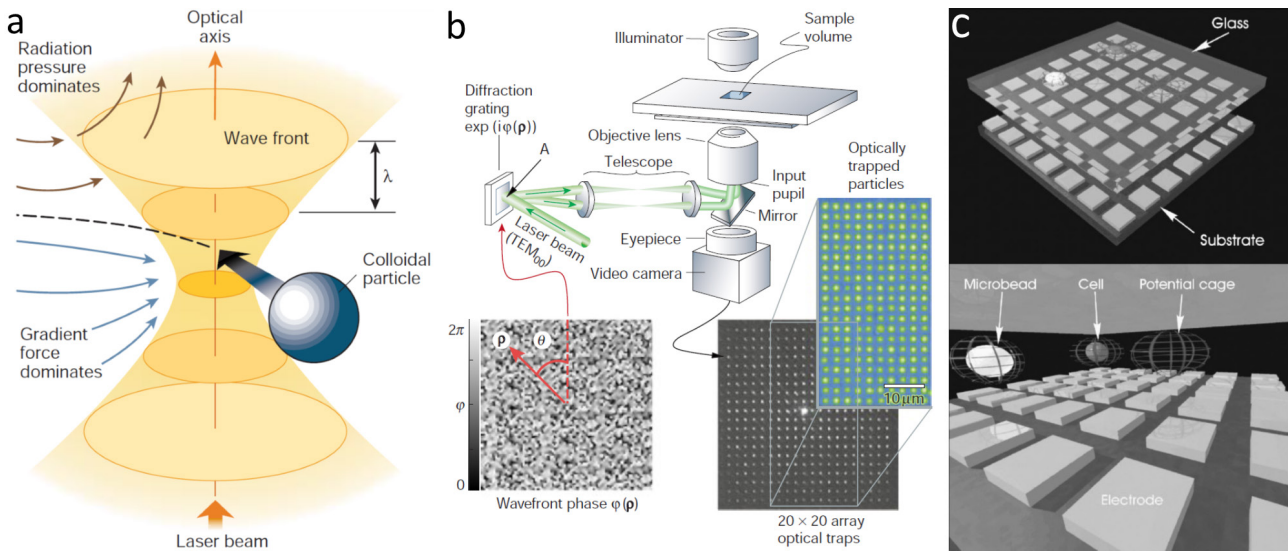 a
Optical
axis
Radiation
pressure
dominates
Wave front
λ
Colloidal
particle
Gradient
force
dominates
Laser beam
b
Illuminator
Sample
volume
Diffraction
grating
exp (iφ(ρ))
A
Objective lens
Telescope
Optically
trapped
particles
Input
pupil
Mirror
Laser beam
(TEM00)
Eyepiece
Video camera
10µm
2π
ρ
θ
φ
0
Wavefront phase φ(ρ)
20 × 20 array
optical traps
c
Glass
Substrate
Microbead
Cell
Potential cage
Electrode